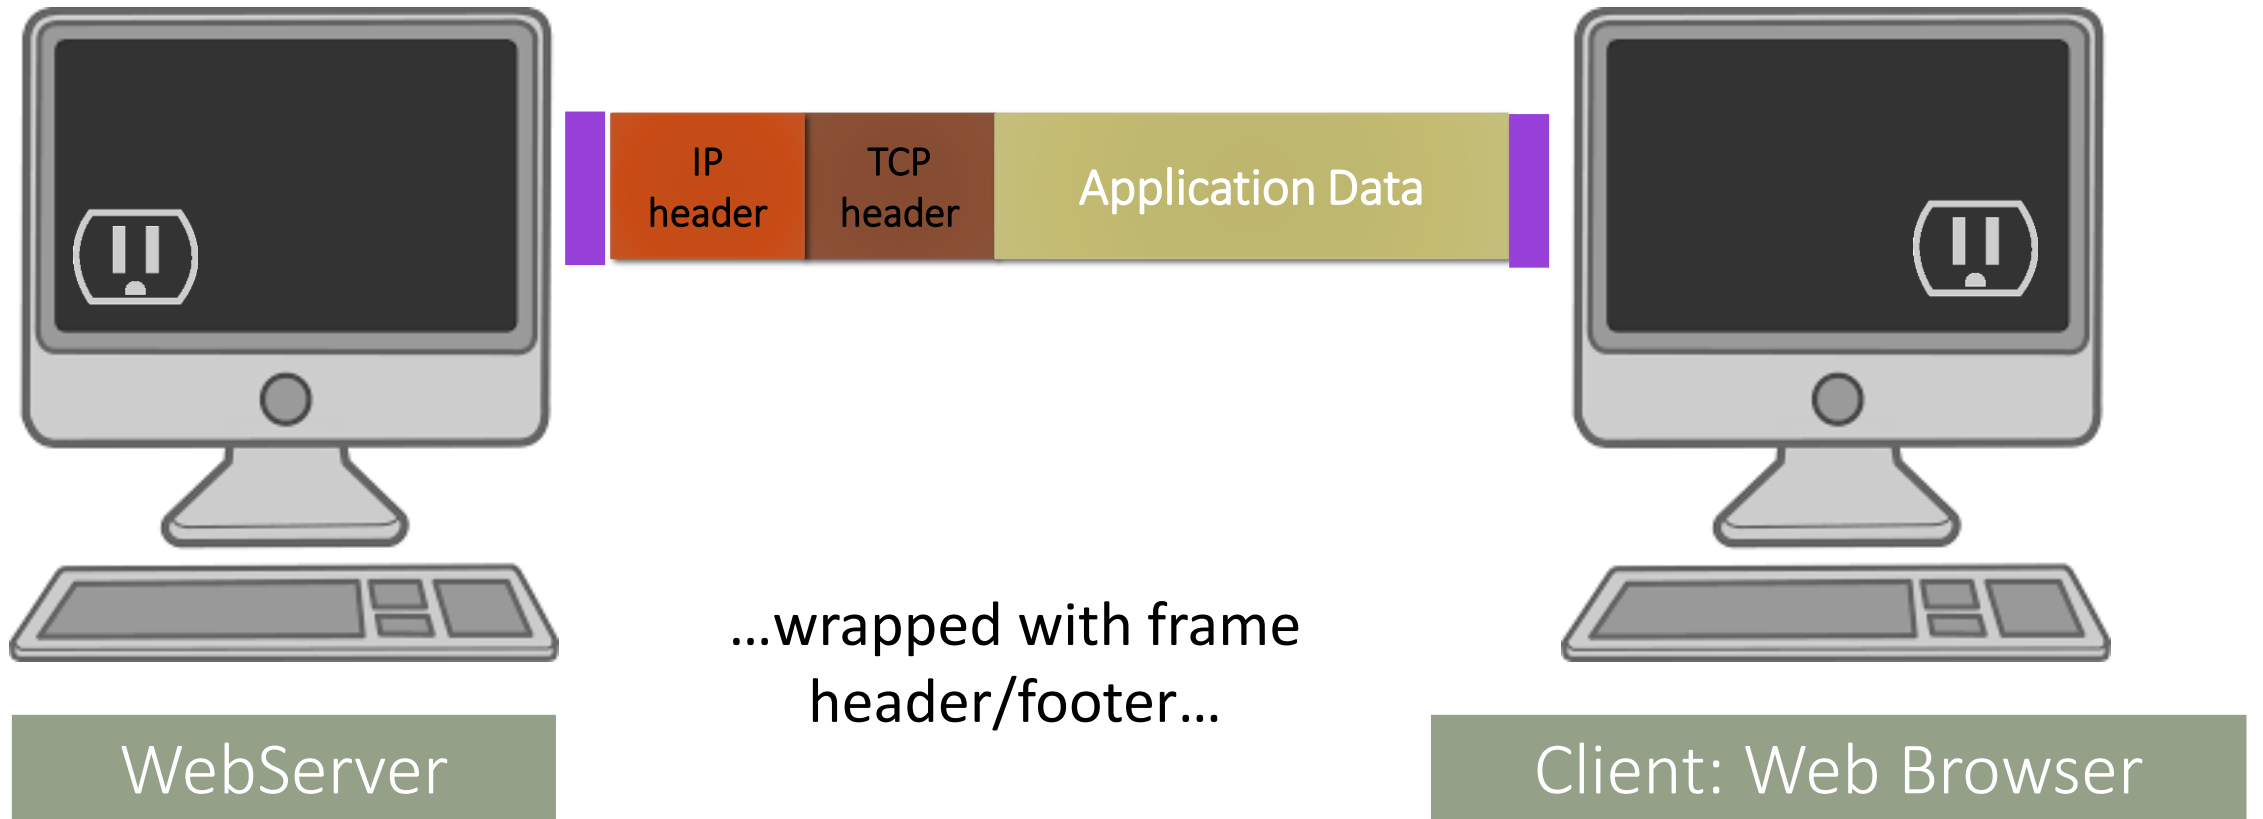 IP
header
TCP
header
Application Data
…wrapped with frame
header/footer…
WebServer
Client: Web Browser